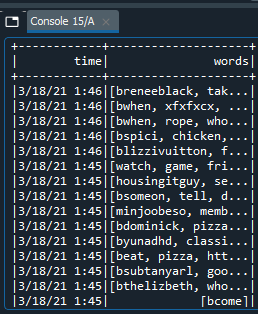 Console 15/A ×
+------------+--------------------+
|        time|               words|
+------------+--------------------+
|3/18/21 1:46|[breneeblack, tak...|
|3/18/21 1:46|[bwhen, xfxfxcx, ...|
|3/18/21 1:46|[bwhen, rope, who...|
|3/18/21 1:46|[bspici, chicken,...|
|3/18/21 1:46|[blizzivuitton, f...|
|3/18/21 1:45|[watch, game, fri...|
|3/18/21 1:45|[housingitguy, se...|
|3/18/21 1:45|[bsomeon, tell, d...|
|3/18/21 1:45|[minjoobeso, memb...|
|3/18/21 1:45|[bdominick, pizza...|
|3/18/21 1:45|[byunadhd, classi...|
|3/18/21 1:45|[beat, pizza, htt...|
|3/18/21 1:45|[bsubtanyarl, goo...|
|3/18/21 1:45|[bthelizbeth, who...|
|3/18/21 1:45|             [bcome]|